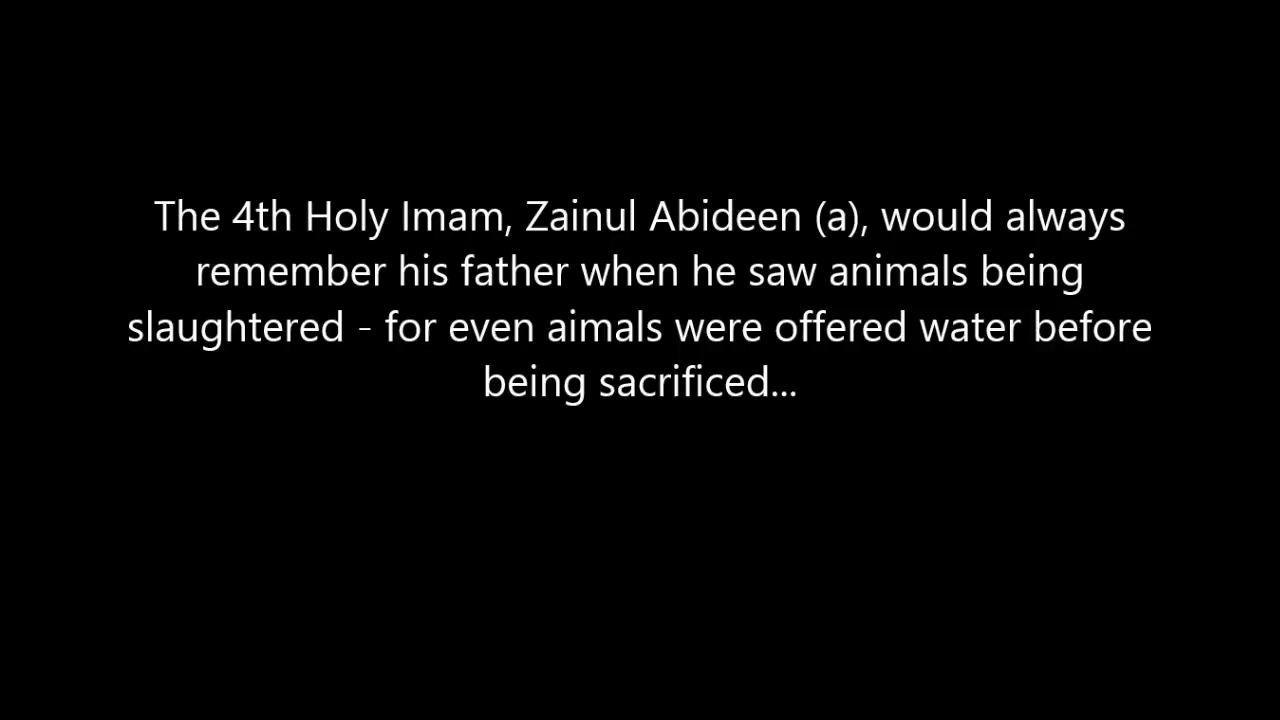 The 4th Holy Imam, Zainul Abideen (a), would always
remember his father when he saw animals being
slaughtered - for even aimals were offered water before
being sacrificed...